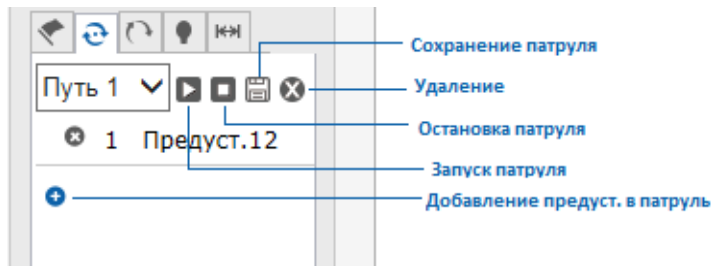 Сохранение патруля
Путь 1
Удаление
1 Предуст.12
Остановка патруля
Запуск патруля
Добавление предуст. в патруль